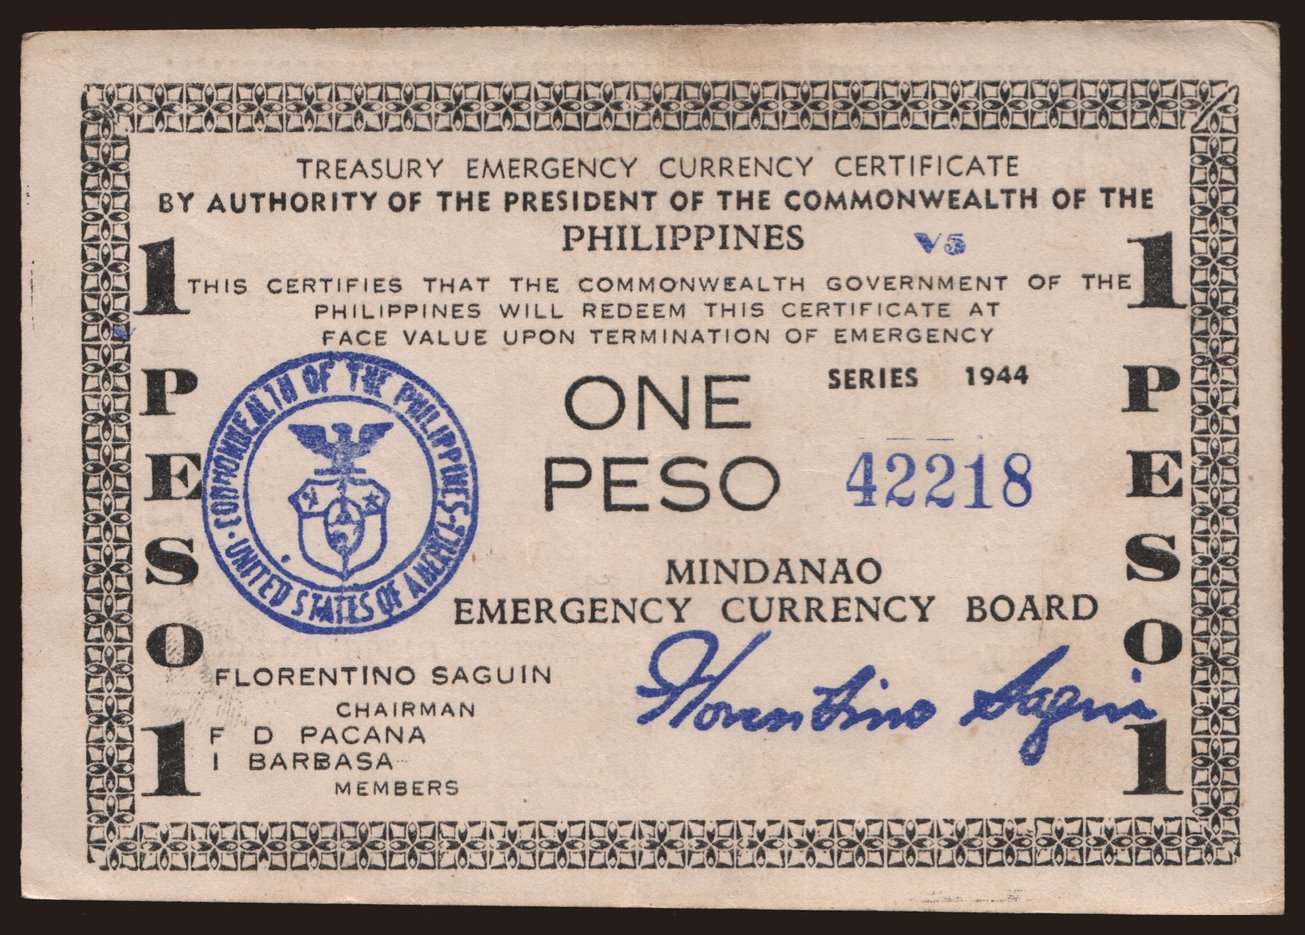 TREASURY EMERGENCY CURRENCY CERTIFICATE
BY AUTHORITY OF THE PRESIDENT OF THE COMMONWEALTH OF THE
PHILIPPINES
V5
THIS CERTIFIES THAT THE COMMONWEALTH GOVERNMENT OF THE
PHILIPPINES WILL REDEEM THIS CERTIFICATE AT
FACE VALUE UPON TERMINATION OF EMERGENCY
1 PESO 1
COMMONWEALTH OF THE PHILIPPINES
UNITED STATES OF AMERICA
ONE
PESO
SERIES 1944
42218
MINDANAO
EMERGENCY CURRENCY BOARD
Florentino Saguin
FLORENTINO SAGUIN
CHAIRMAN
F D PACANA
I BARBASA
MEMBERS
1 PESO 1